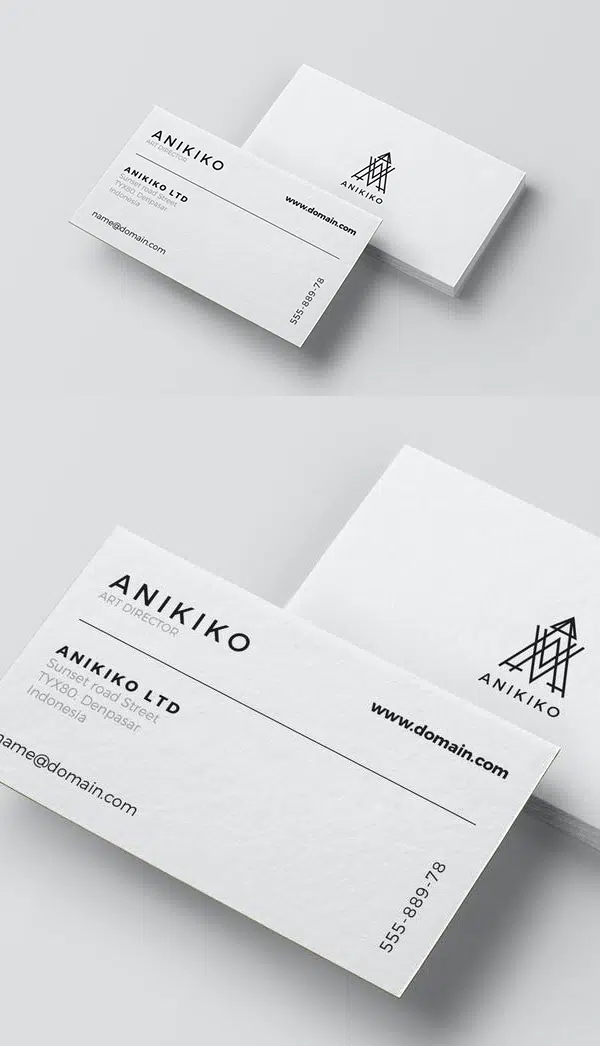 ANIKIKO
ART DIRECTOR
ANIKIKO LTD
Sunset road Street
TYX80. Denpasar
Indonesia
name@domain.com
www.domain.com
555-889-78
ANIKIKO
ANIKIKO
ART DIRECTOR
ANIKIKO LTD
Sunset road Street
TYX80. Denpasar
Indonesia
name@domain.com
www.domain.com
555-889-78
ANIKIKO